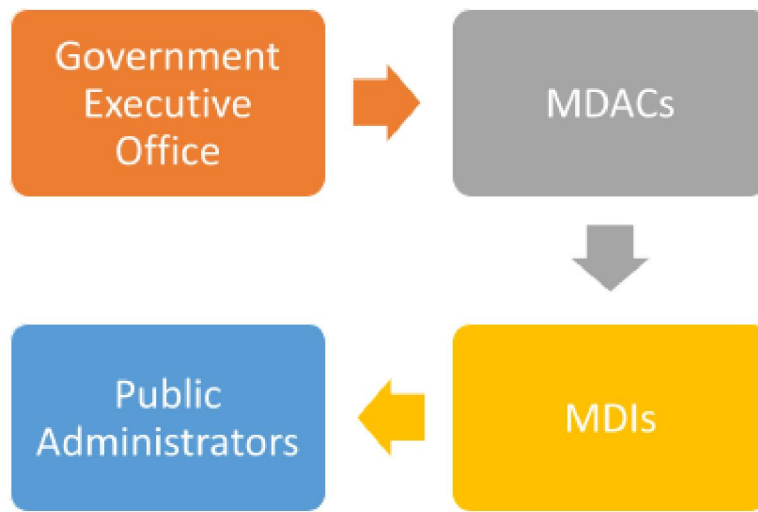 Government
Executive
Office
MDACs
MDIs
Public
Administrators